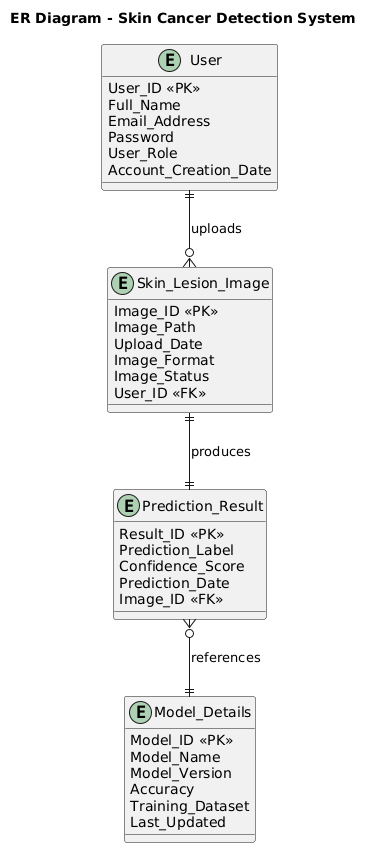 ER Diagram - Skin Cancer Detection System
E User
User_ID «PK»
Full_Name
Email_Address
Password
User_Role
Account_Creation_Date
uploads
E Skin_Lesion_Image
Image_ID «PK»
Image_Path
Upload_Date
Image_Format
Image_Status
User_ID «FK»
produces
E Prediction_Result
Result_ID «PK»
Prediction_Label
Confidence_Score
Prediction_Date
Image_ID «FK»
references
E Model_Details
Model_ID «PK»
Model_Name
Model_Version
Accuracy
Training_Dataset
Last_Updated